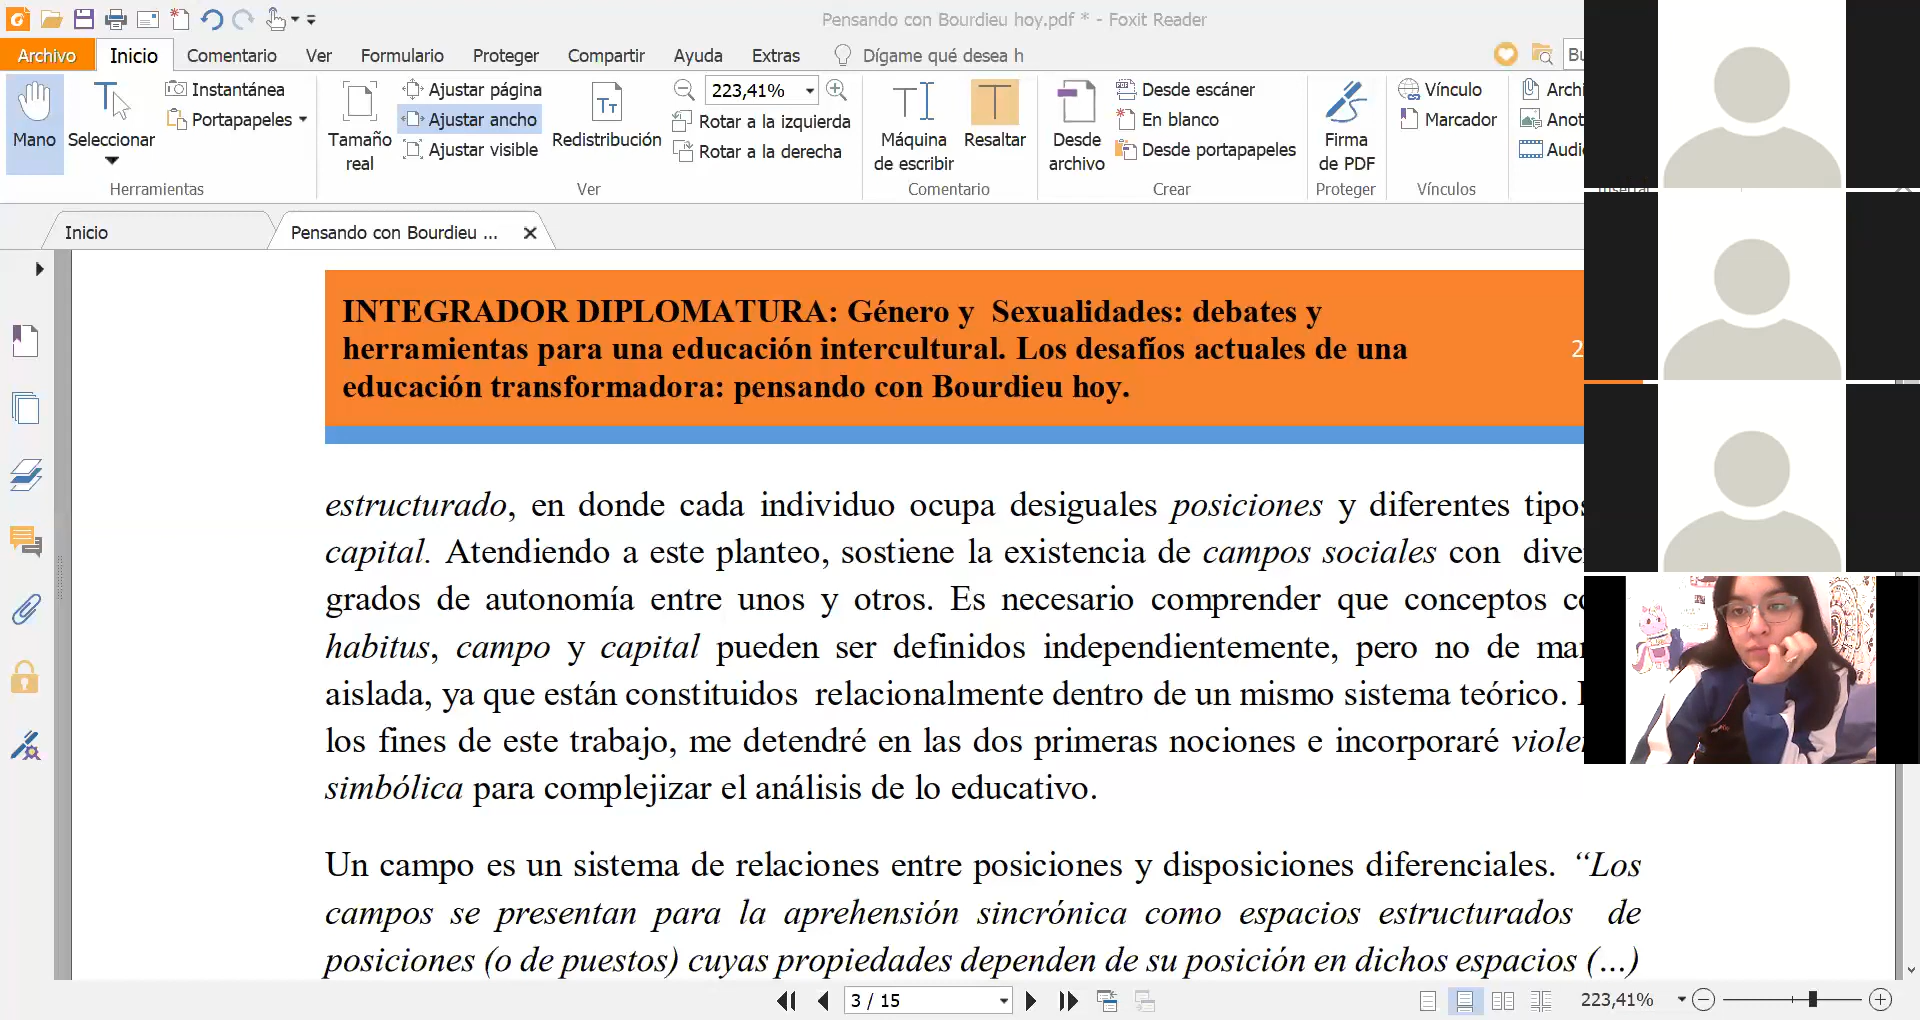 Pensando con Bourdieu hoy.pdf * - Foxit Reader
Archivo Inicio Comentario Ver Formulario Proteger Compartir Ayuda Extras Dígame qué desea h
Mano
Seleccionar
Instantánea
Portapapeles
Herramientas
Tamaño real
Ajustar página
Ajustar ancho
Ajustar visible
Redistribución
223,41%
Rotar a la izquierda
Rotar a la derecha
Ver
Máquina de escribir
Resaltar
Comentario
Desde archivo
Desde escáner
En blanco
Desde portapapeles
Crear
Firma de PDF
Proteger
Vínculo
Marcador
Vínculos
Inicio
Pensando con Bourdieu ...
INTEGRADOR DIPLOMATURA: Género y Sexualidades: debates y
herramientas para una educación intercultural. Los desafíos actuales de una
educación transformadora: pensando con Bourdieu hoy.
2
estructurado, en donde cada individuo ocupa desiguales posiciones y diferentes tipos
capital. Atendiendo a este planteo, sostiene la existencia de campos sociales con
grados de autonomía entre unos y otros. Es necesario comprender que conceptos
habitus, campo y capital pueden ser definidos independientemente, pero no de
aislada, ya que están constituidos relacionalmente dentro de un mismo sistema teórico.
los fines de este trabajo, me detendré en las dos primeras nociones e incorporaré
simbólica para complejizar el análisis de lo educativo.
Un campo es un sistema de relaciones entre posiciones y disposiciones diferenciales. “Los
campos se presentan para la aprehensión sincrónica como espacios estructurados de
posiciones (o de puestos) cuyas propiedades dependen de su posición en dichos espacios (...)
3 / 15
223,41%